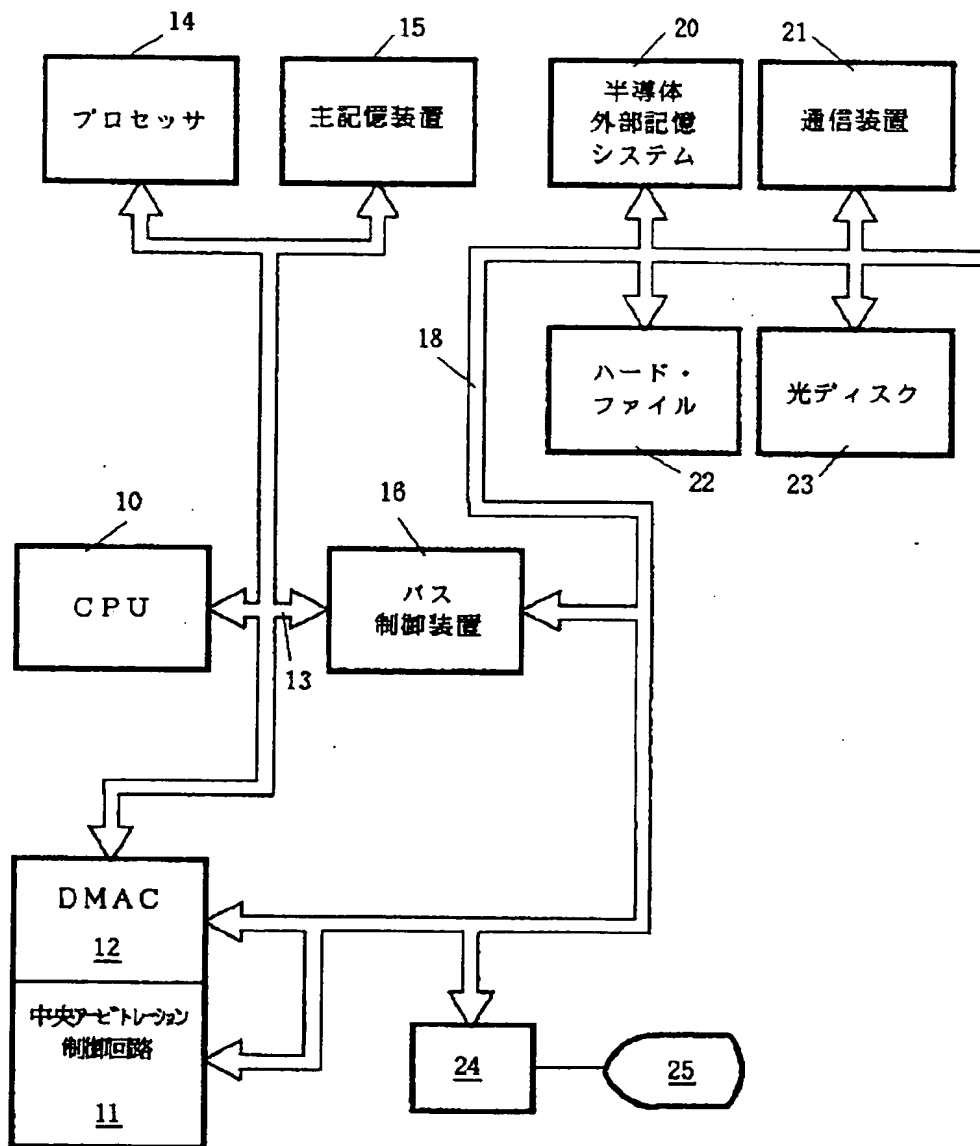 14
15
20
21
プロセッサ
主記憶装置
半導体
外部記憶
システム
通信装置
18
ハード・
ファイル
光ディスク
22
23
10
16
CPU
バス
制御装置
13
DMAC
12
中央アービトレーション
制御回路
11
24
25